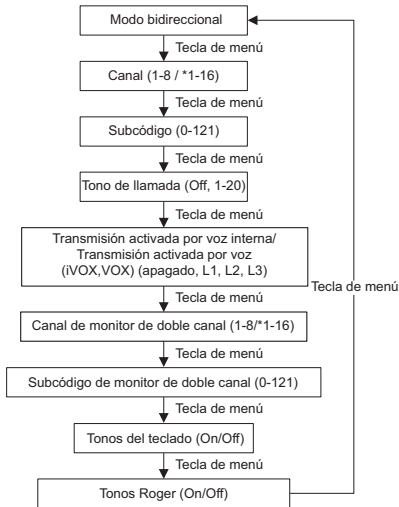 Modo bidireccional
Tecla de menú
Canal (1-8 / *1-16)
Tecla de menú
Subcódigo (0-121)
Tecla de menú
Tono de llamada (Off, 1-20)
Tecla de menú
Transmisión activada por voz interna/
Transmisión activada por voz
(iVOX,VOX) (apagado, L1, L2, L3)
Tecla de menú
Tecla de menú
Canal de monitor de doble canal (1-8/*1-16)
Tecla de menú
Subcódigo de monitor de doble canal (0-121)
Tecla de menú
Tonos del teclado (On/Off)
Tecla de menú
Tonos Roger (On/Off)